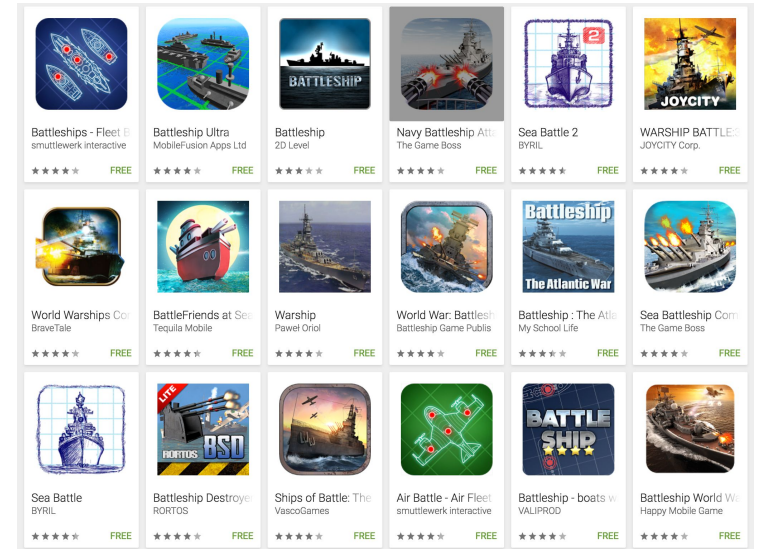 BATTLESHIP
2
JOYCITY
Battleships - Fleet B
Battleship Ultra
Battleship
Navy Battleship Atta
Sea Battle 2
WARSHIP BATTLE:3
smuttlewerk interactive
MobileFusion Apps Ltd
2D Level
The Game Boss
BYRIL
JOYCITY Corp.
FREE
FREE
FREE
FREE
FREE
FREE
Battleship
The Atlantic War
World Warships Co
BattleFriends at Se
Warship
World War: Battlesh
Battleship : The Atla
Sea Battleship Com
BraveTale
Tequila Mobile
Paweł Oriol
Battleship Game Publis
My School Life
The Game Boss
FREE
FREE
FREE
FREE
FREE
FREE
LITE
RORTOS
BSD
BATTLE
SHIP
Sea Battle
Battleship Destroye
Ships of Battle: The
Air Battle - Air Fleet
Battleship - boats w
Battleship World W
BYRIL
RORTOS
VascoGames
smuttlewerk interactive
VALIPROD
Happy Mobile Game
FREE
FREE
FREE
FREE
FREE
FREE